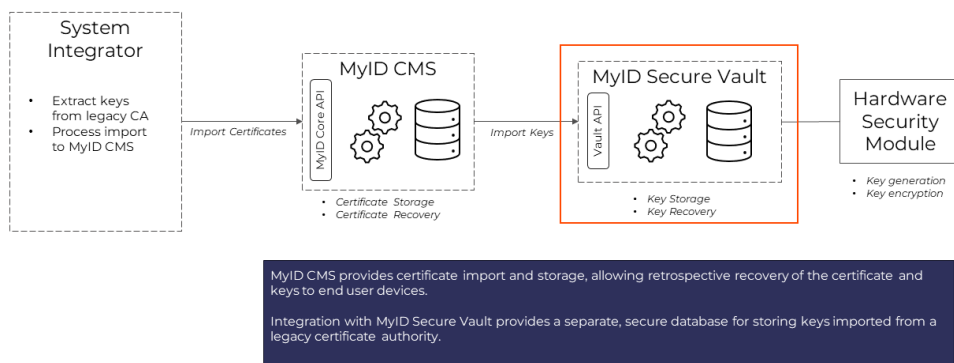 System
Integrator
• Extract keys
from legacy CA
• Process import
to MyID CMS
Import Certificates
MyID CMS
MyID Core API
• Certificate Storage
• Certificate Recovery
Import Keys
MyID Secure Vault
Vault API
• Key Storage
• Key Recovery
Hardware
Security
Module
• Key generation
• Key encryption
MyID CMS provides certificate import and storage, allowing retrospective recovery of the certificate and
keys to end user devices.
Integration with MyID Secure Vault provides a separate, secure database for storing keys imported from a
legacy certificate authority.